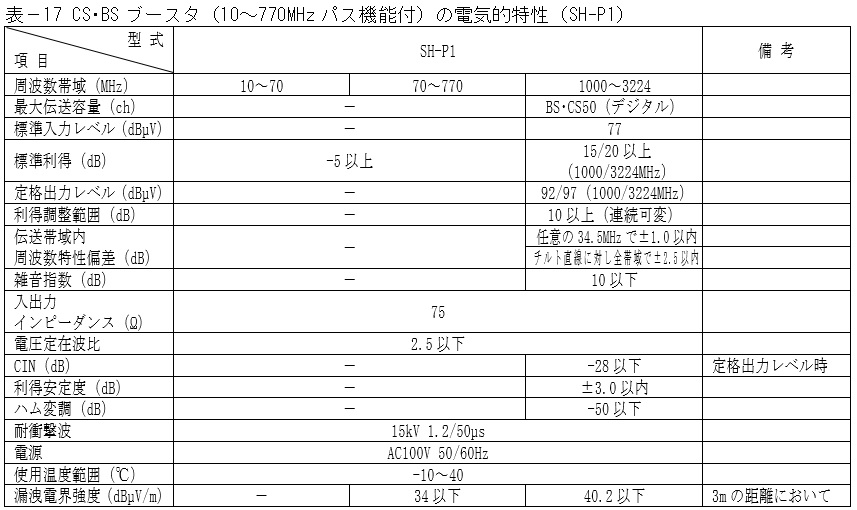 表－17 CS･BS ブースタ（10～770MHz パス機能付）の電気的特性（SH-P1）
型 式
項 目
SH-P1
備 考
周波数帯域（MHz） 10～70 70～770 1000～3224
最大伝送容量（ch） － BS･CS50（デジタル）
標準入力レベル（dBμV） － 77
標準利得（dB） -5以上 15/20 以上
（1000/3224MHz）
定格出力レベル（dBμV） － 92/97（1000/3224MHz）
利得調整範囲（dB） － 10 以上（連続可変）
伝送帯域内
周波数特性偏差（dB）
－
任意の 34.5MHz で±1.0 以内
チルト直線に対し全帯域で±2.5 以内
雑音指数（dB） － 10 以下
入出力
インピーダンス（Ω）
75
電圧定在波比 2.5 以下
CIN（dB） － -28 以下 定格出力レベル時
利得安定度（dB） － ±3.0 以内
ハム変調（dB） － -50 以下
耐衝撃波 15kV 1.2/50μs
電源 AC100V 50/60Hz
使用温度範囲（℃） -10～40
漏洩電界強度（dBμV/m） － 34 以下 40.2 以下 3m の距離において